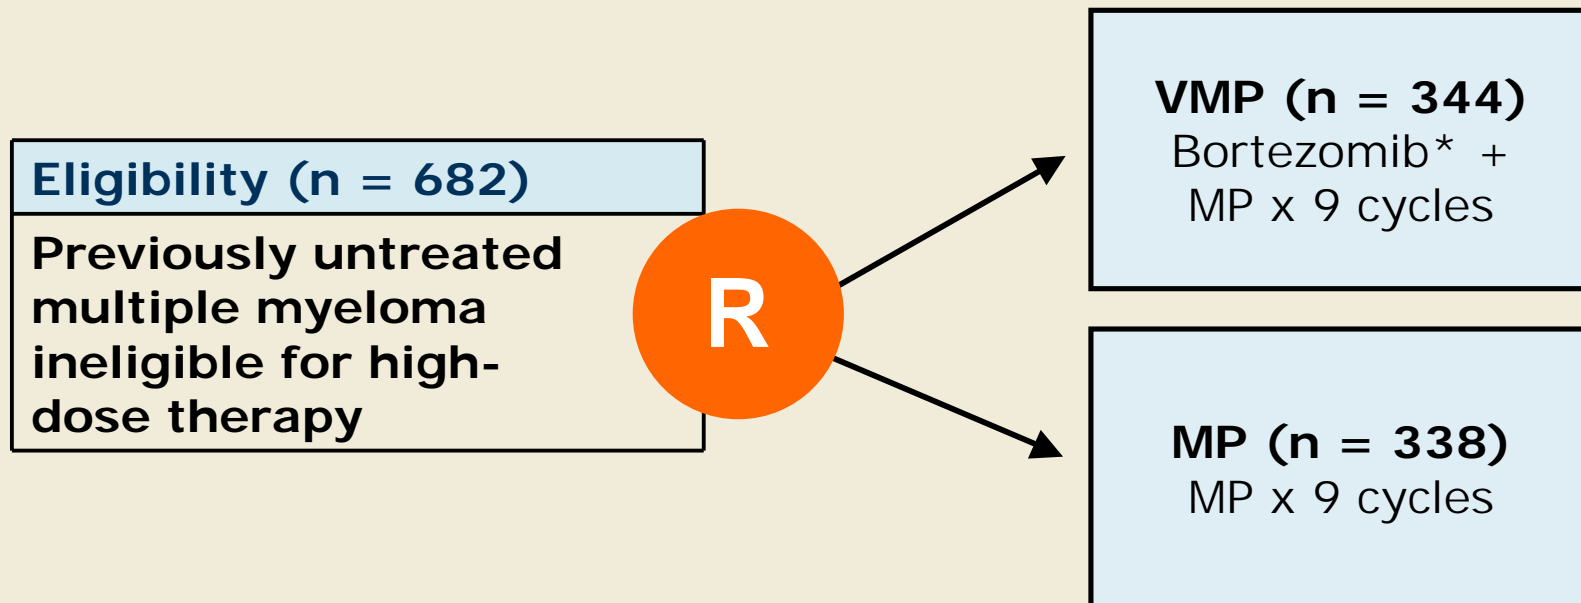 Eligibility (n = 682)
Previously untreated
multiple myeloma
ineligible for high-
dose therapy
R
VMP (n = 344)
Bortezomib* +
MP x 9 cycles
MP (n = 338)
MP x 9 cycles